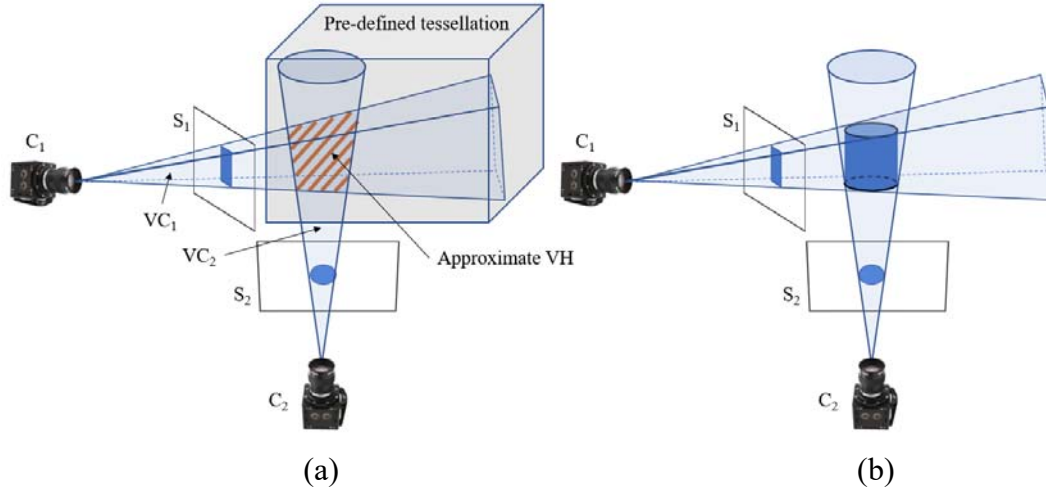 Pre-defined tessellation
S₁
C₁
VC₁
VC₂
Approximate VH
S₂
C₂
(a)
S₁
C₁
S₂
C₂
(b)